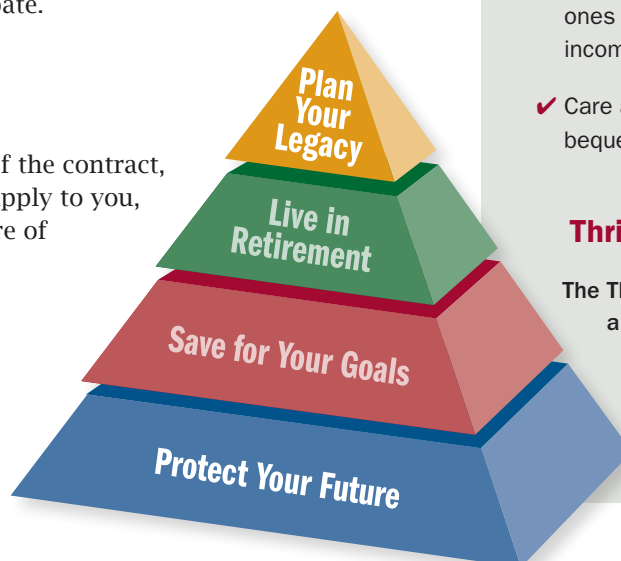 f the contract,
pply to you,
re of
Plan
Your
Legacy
Live in
Retirement
Save for Your Goals
Protect Your Future
ones
incom
✔ Care
beque
Thri
The Th
a